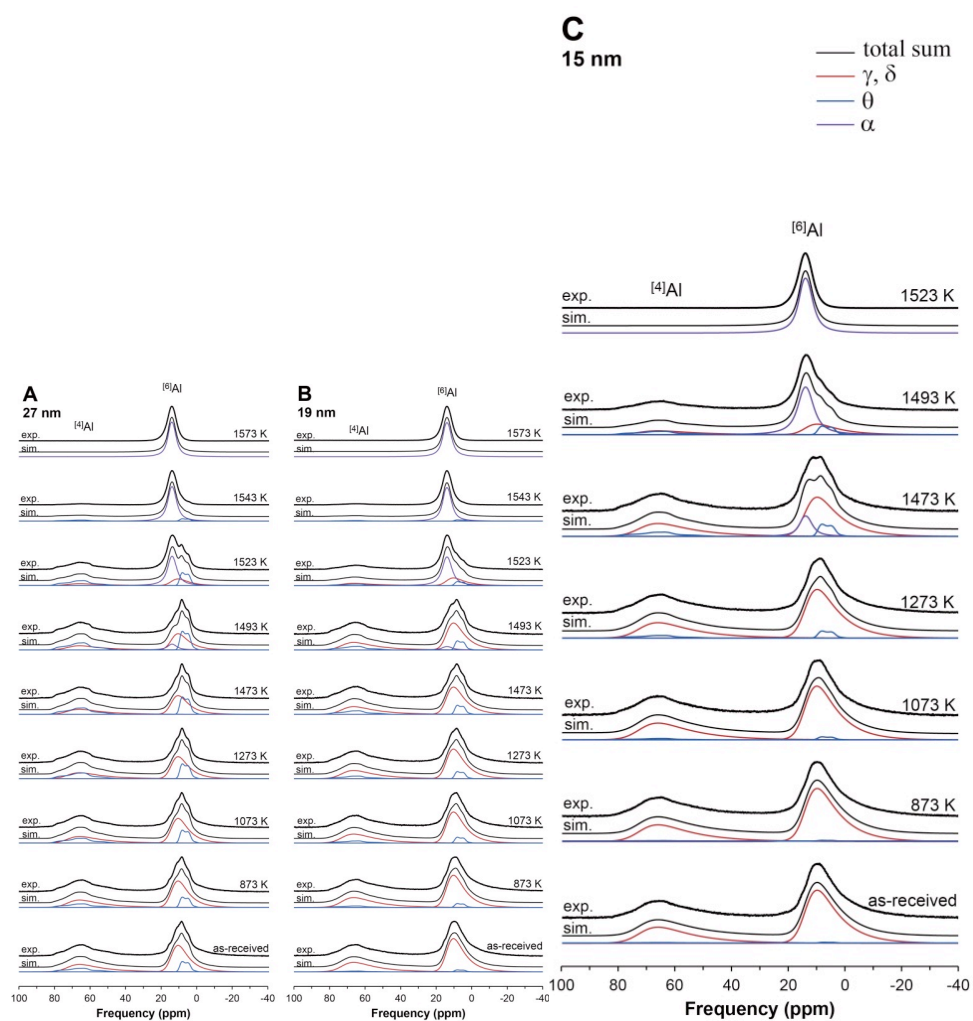 C
15 nm
total sum
γ, δ
θ
α
[6]Al
[4]Al
exp.
sim.
1523 K
exp.
sim.
1493 K
exp.
sim.
1473 K
exp.
sim.
1273 K
exp.
sim.
1073 K
exp.
sim.
873 K
exp.
sim.
as-received
100 80 60 40 20 0 -20 -40
Frequency (ppm)
A
27 nm
[6]Al
[4]Al
exp.
sim.
1573 K
exp.
sim.
1543 K
exp.
sim.
1523 K
exp.
sim.
1493 K
exp.
sim.
1473 K
exp.
sim.
1273 K
exp.
sim.
1073 K
exp.
sim.
873 K
exp.
sim.
as-received
100 80 60 40 20 0 -20 -40
Frequency (ppm)
B
19 nm
[6]Al
[4]Al
exp.
sim.
1573 K
exp.
sim.
1543 K
exp.
sim.
1523 K
exp.
sim.
1493 K
exp.
sim.
1473 K
exp.
sim.
1273 K
exp.
sim.
1073 K
exp.
sim.
873 K
exp.
sim.
as-received
100 80 60 40 20 0 -20 -40
Frequency (ppm)